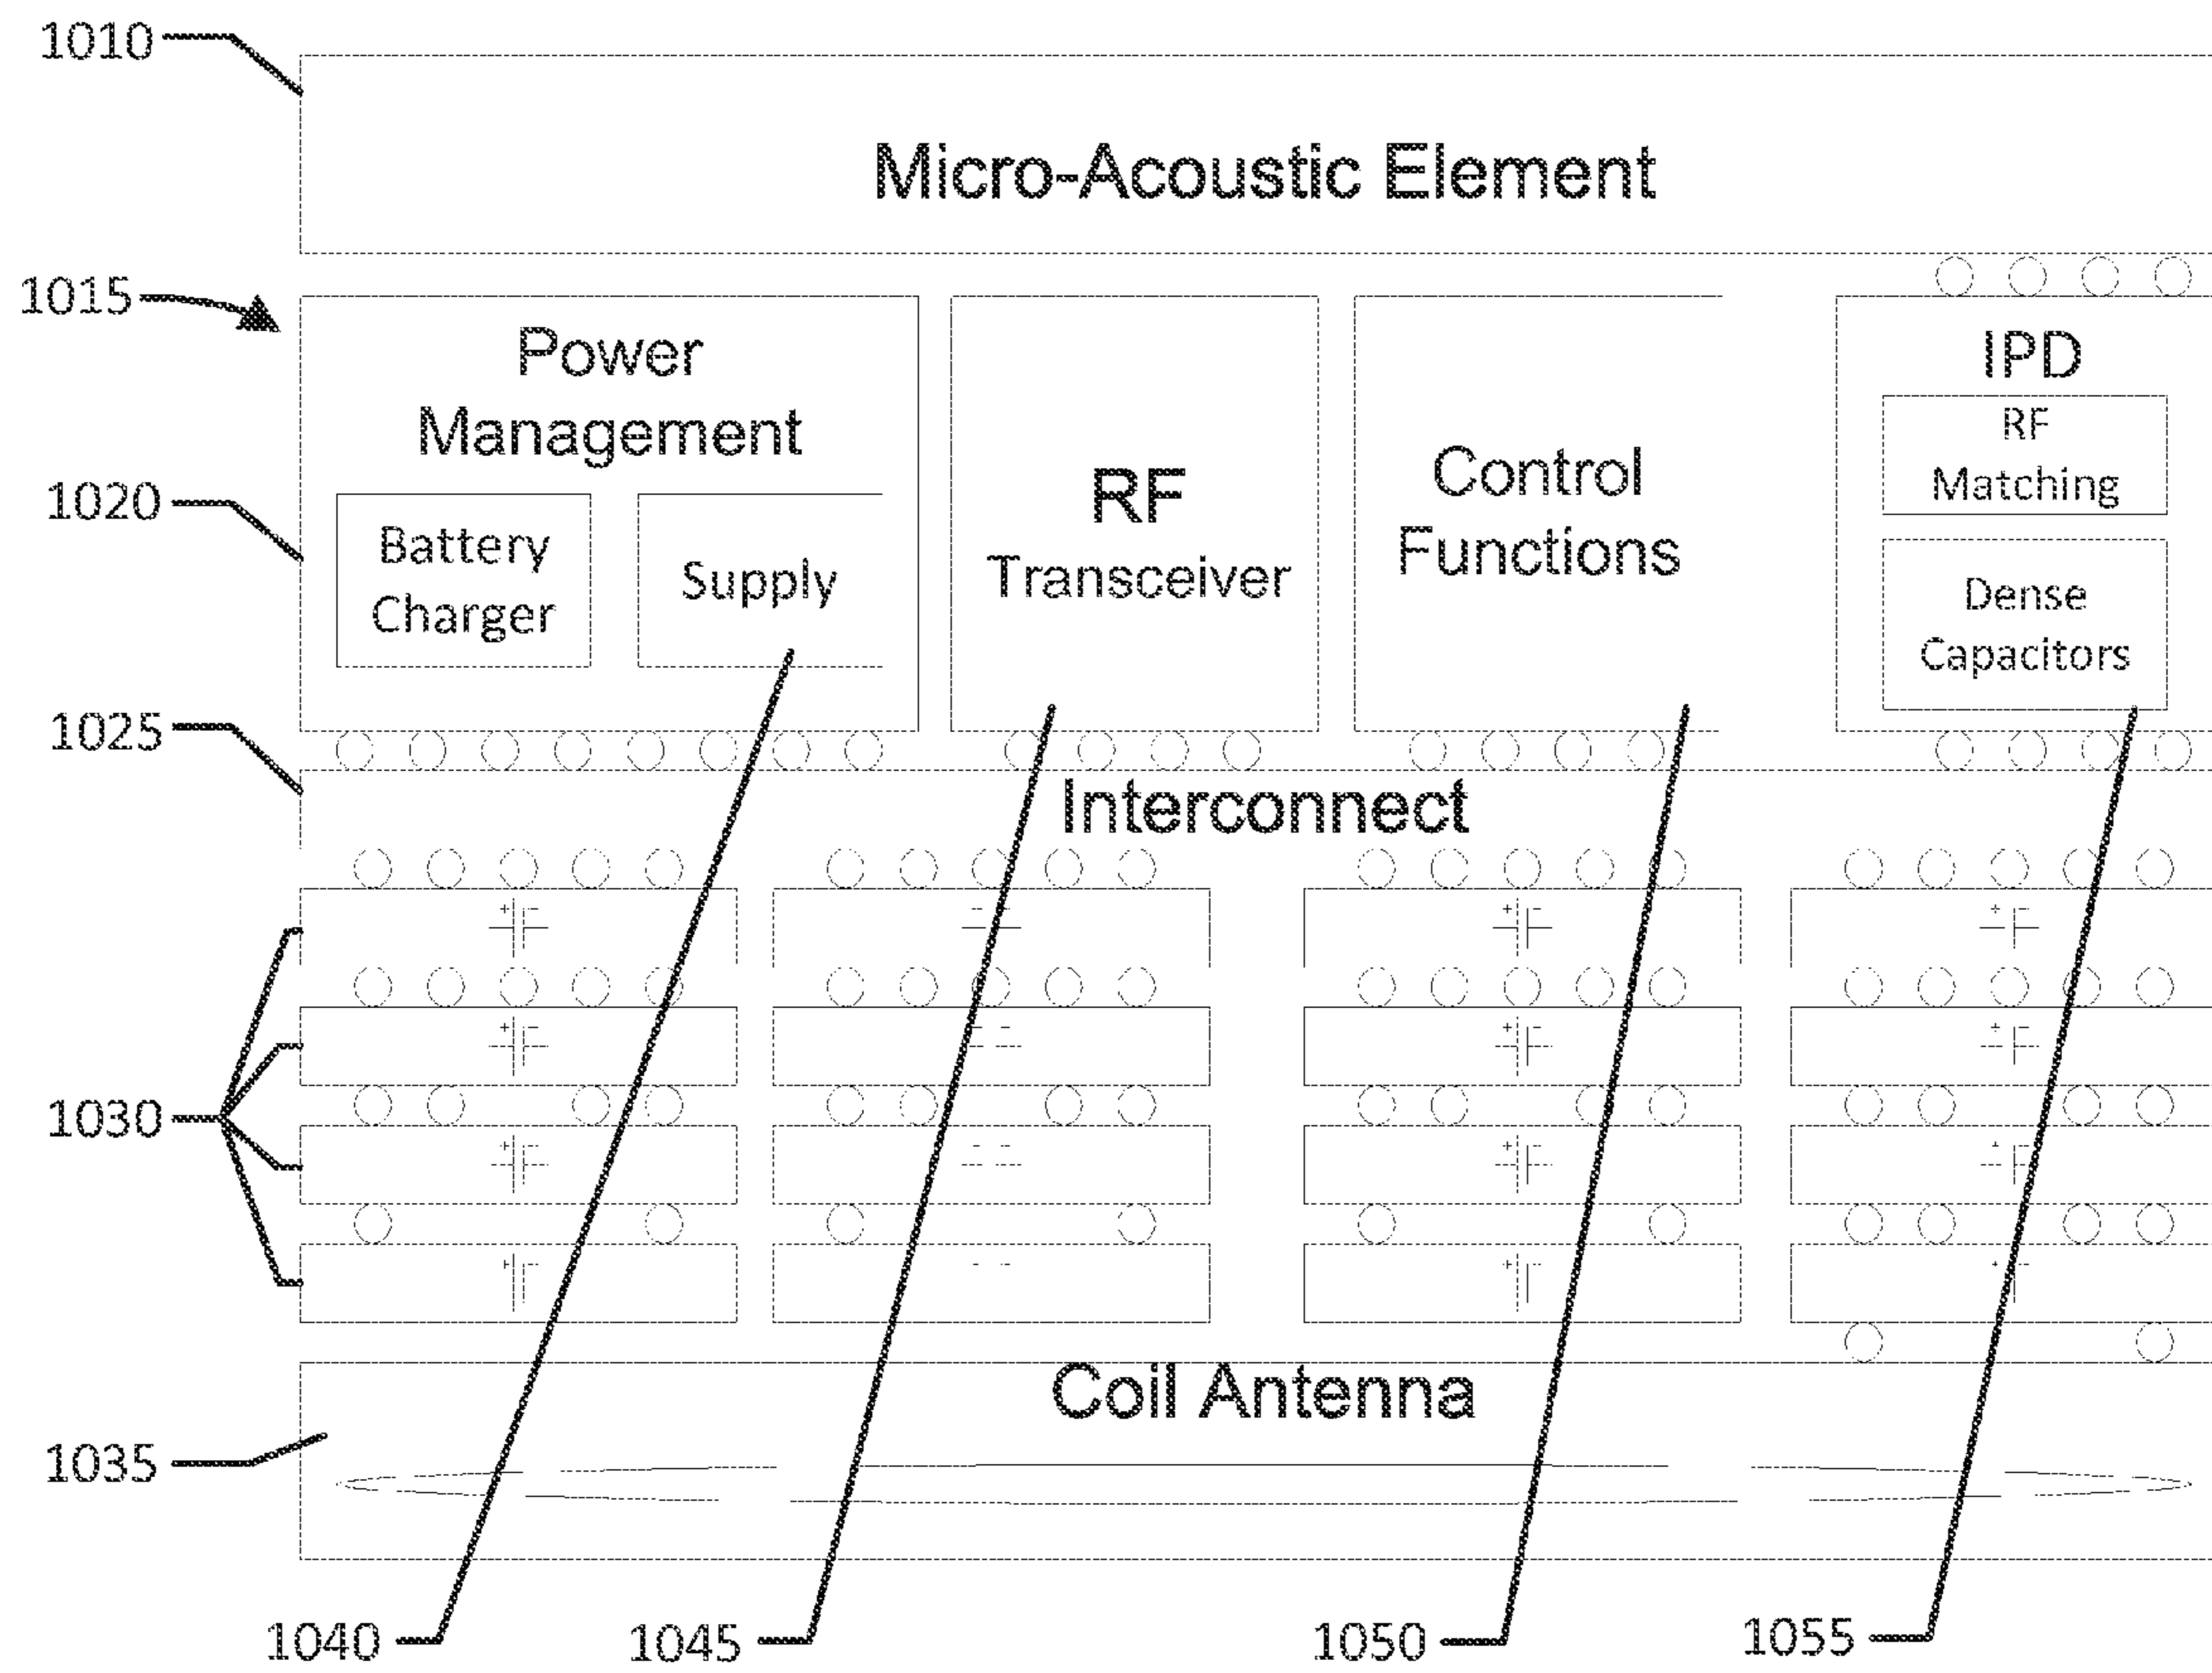 1010
Micro-Acoustic Element
1015
Power
Management
IPD
RF
Matching
1020
Battery
Charger
Supply
RF
Transceiver
Control
Functions
Dense
Capacitors
1025
Interconnect
1030
Coil Antenna
1035
1040
1045
1050
1055